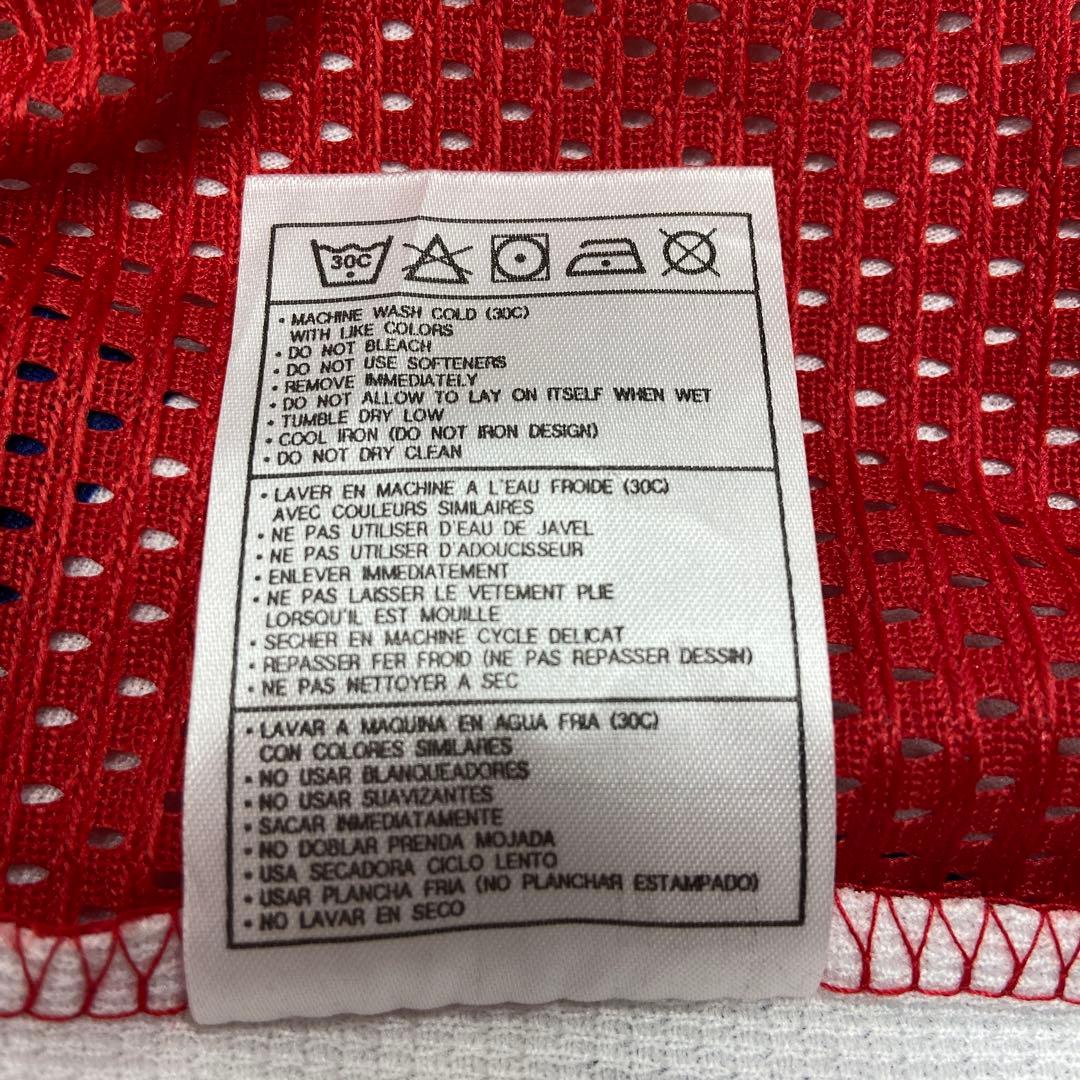 30C
• MACHINE WASH COLD (30C)
WITH LIKE COLORS
• DO NOT BLEACH
• DO NOT USE SOFTENERS
• REMOVE IMMEDIATELY
• DO NOT ALLOW TO LAY ON ITSELF WHEN WET
• TUMBLE DRY LOW
• COOL IRON (DO NOT IRON DESIGN)
• DO NOT DRY CLEAN
• LAVER EN MACHINE A L'EAU FROIDE (30C)
AVEC COULEURS SIMILAIRES
• NE PAS UTILISER D'EAU DE JAVEL
• NE PAS UTILISER D'ADOUCISSEUR
• ENLEVER IMMEDIATEMENT
• NE PAS LAISSER LE VETEMENT PLIE
LORSQU'IL EST MOUILLE
• SECHER EN MACHINE CYCLE DELICAT
• REPASSER FER FROID (NE PAS REPASSER DESSIN)
• NE PAS NETTOYER A SEC
• LAVAR A MAQUINA EN AGUA FRIA (30C)
CON COLORES SIMILARES
• NO USAR BLANQUEADORES
• NO USAR SUAVIZANTES
• SACAR INMEDIATAMENTE
• NO DOBLAR PRENDA MOJADA
• USA SECADORA CICLO LENTO
• USAR PLANCHA FRIA (NO PLANCHAR ESTAMPADO)
• NO LAVAR EN SECO